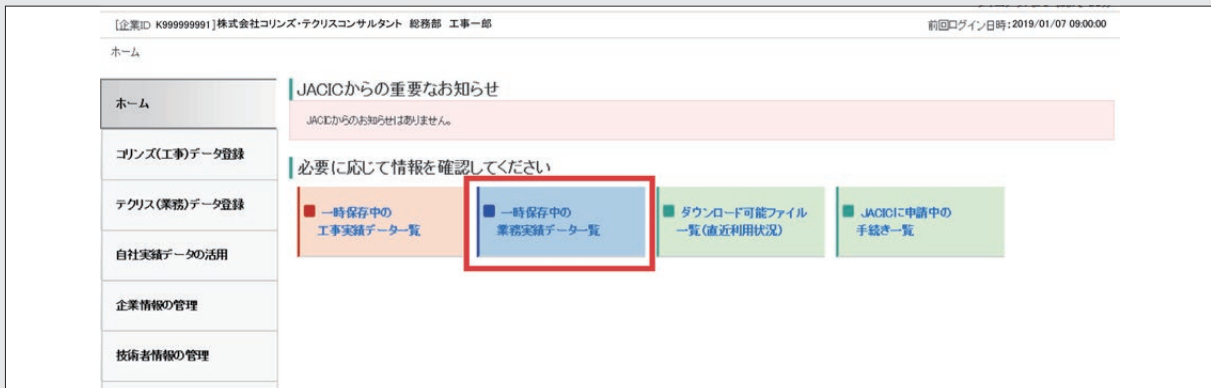 [企業ID K999999991]株式会社コリンズ・テクリスコンサルタント 総務部 工事一郎
前回ログイン日時:2019/01/07 09:00:00
ホーム
ホーム
コリンズ(工事)データ登録
テクリス(業務)データ登録
自社実績データの活用
企業情報の管理
技術者情報の管理
JACICからの重要なお知らせ
JACICからのお知らせはありません。
必要に応じて情報を確認してください
一時保存中の
工事実績データ一覧
一時保存中の
業務実績データ一覧
ダウンロード可能ファイル
一覧(直近利用状況)
JACICに申請中の
手続き一覧